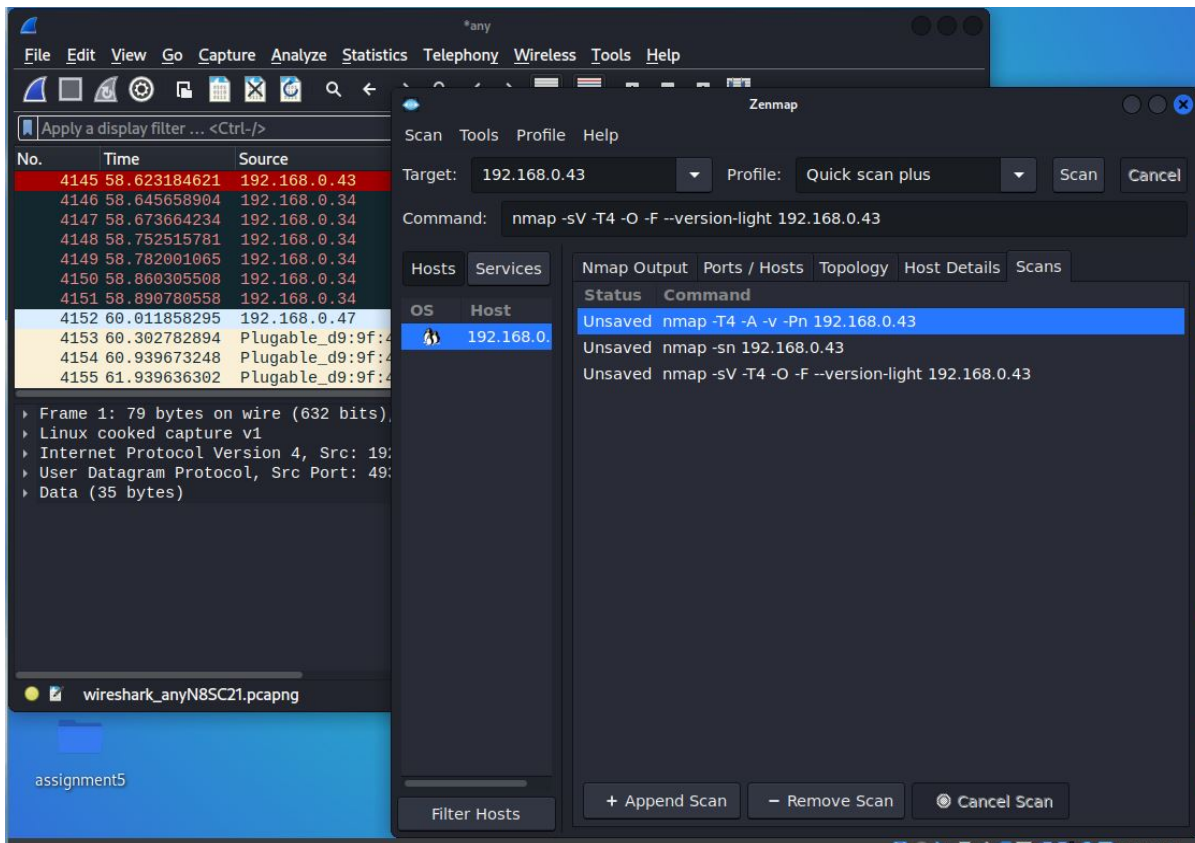 *any
File Edit View Go Capture Analyze Statistics Telephony Wireless Tools Help
Apply a display filter ... <Ctrl-/>
No. Time Source
4145 58.623184621 192.168.0.43
4146 58.645658904 192.168.0.34
4147 58.673664234 192.168.0.34
4148 58.752515781 192.168.0.34
4149 58.782001065 192.168.0.34
4150 58.860305508 192.168.0.34
4151 58.890780558 192.168.0.34
4152 60.011858295 192.168.0.47
4153 60.302782894 Plugable_d9:9f:4
4154 60.939673248 Plugable_d9:9f:4
4155 61.939636302 Plugable_d9:9f:4
Frame 1: 79 bytes on wire (632 bits),
Linux cooked capture v1
Internet Protocol Version 4, Src: 192
User Datagram Protocol, Src Port: 493
Data (35 bytes)
wireshark_anyN8SC21.pcapng
assignment5
Zenmap
Scan Tools Profile Help
Target: 192.168.0.43 Profile: Quick scan plus Scan Cancel
Command: nmap -sV -T4 -O -F --version-light 192.168.0.43
Hosts Services
OS Host
192.168.0.
Filter Hosts
Nmap Output Ports / Hosts Topology Host Details Scans
Status Command
Unsaved nmap -T4 -A -v -Pn 192.168.0.43
Unsaved nmap -sn 192.168.0.43
Unsaved nmap -sV -T4 -O -F --version-light 192.168.0.43
+ Append Scan − Remove Scan Cancel Scan